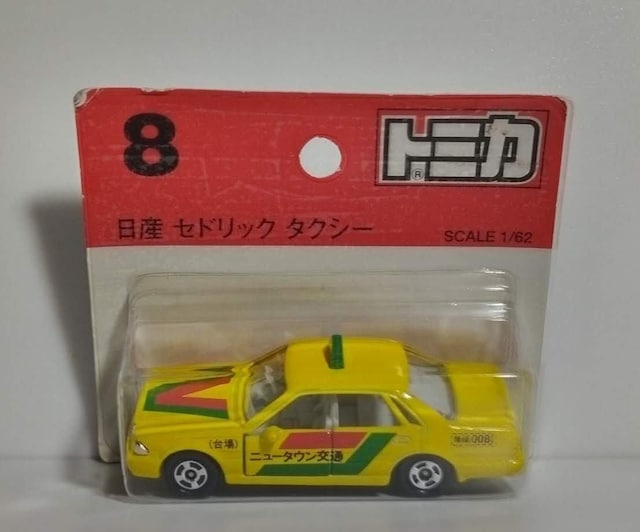 8
トミカ
®
日産 セドリック タクシー
SCALE 1/62
(台場)
ニュータウン交通
008